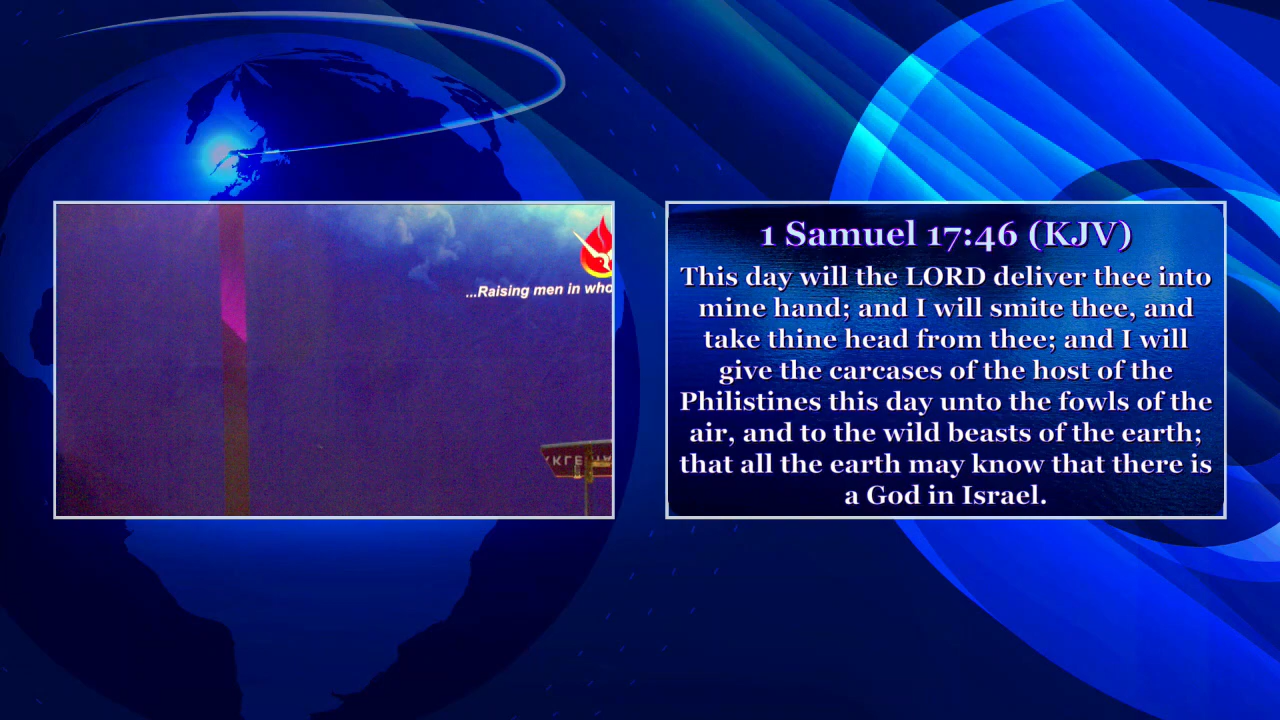 ...Raising men in
1 Samuel 17:46 (KJV)
This day will the LORD deliver thee into
mine hand; and I will smite thee, and
take thine head from thee; and I will
give the carcases of the host of the
Philistines this day unto the fowls of the
air, and to the wild beasts of the earth;
that all the earth may know that there is
a God in Israel.